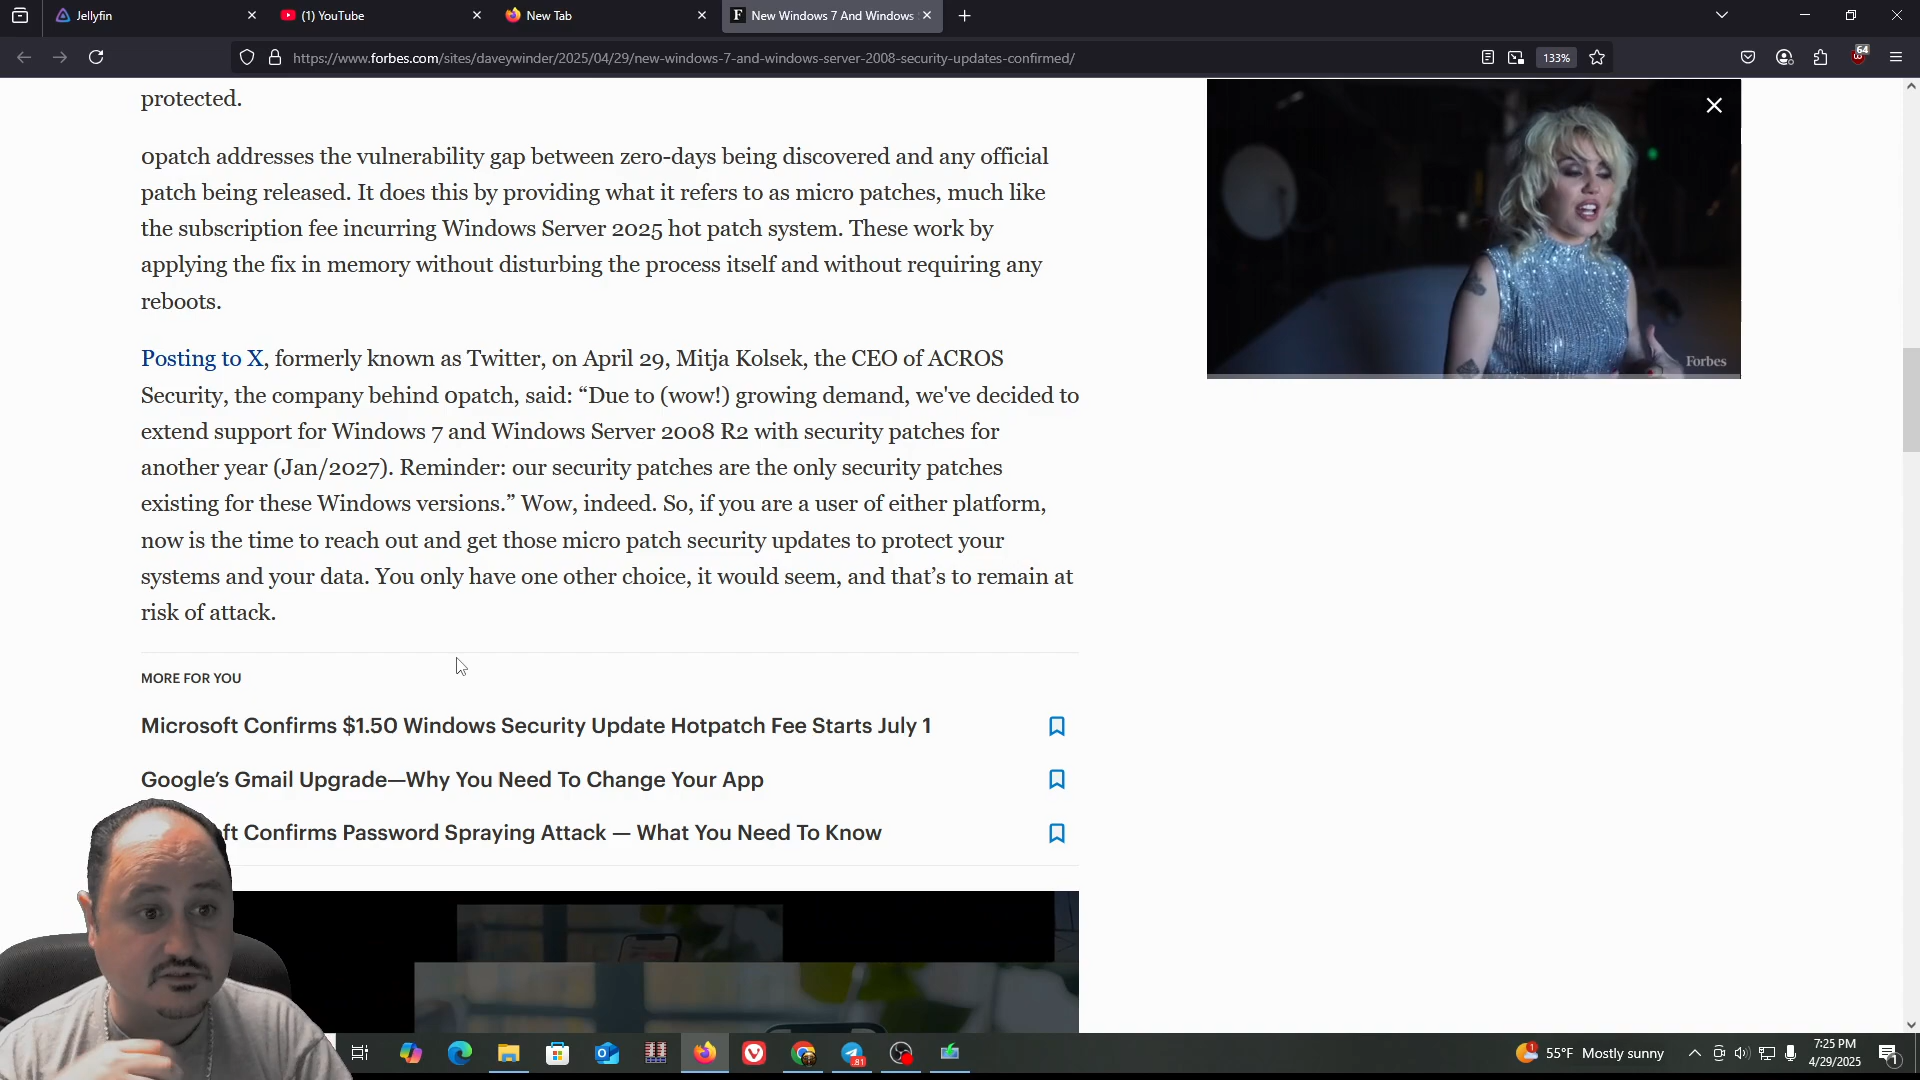 Jellyfin
(1) YouTube
New Tab
F New Windows 7 And Windows
https://www.forbes.com/sites/daveywinder/2025/04/29/new-windows-7-and-windows-server-2008-security-updates-confirmed/
133%
64
protected.
0patch addresses the vulnerability gap between zero-days being discovered and any official
patch being released. It does this by providing what it refers to as micro patches, much like
the subscription fee incurring Windows Server 2025 hot patch system. These work by
applying the fix in memory without disturbing the process itself and without requiring any
reboots.
Posting to X, formerly known as Twitter, on April 29, Mitja Kolsek, the CEO of ACROS
Security, the company behind 0patch, said: “Due to (wow!) growing demand, we've decided to
extend support for Windows 7 and Windows Server 2008 R2 with security patches for
another year (Jan/2027). Reminder: our security patches are the only security patches
existing for these Windows versions.” Wow, indeed. So, if you are a user of either platform,
now is the time to reach out and get those micro patch security updates to protect your
systems and your data. You only have one other choice, it would seem, and that’s to remain at
risk of attack.
Forbes
MORE FOR YOU
Microsoft Confirms $1.50 Windows Security Update Hotpatch Fee Starts July 1
Google’s Gmail Upgrade—Why You Need To Change Your App
ft Confirms Password Spraying Attack — What You Need To Know
81
1
55°F Mostly sunny
7:25 PM
4/29/2025
1